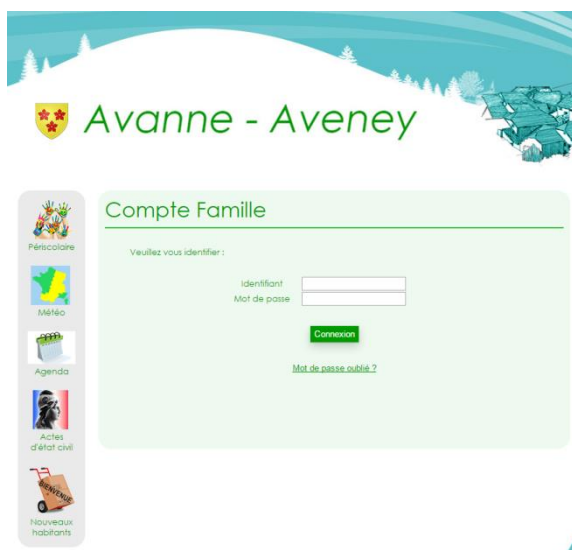 Avanne - Aveney
Périscolaire
Météo
Agenda
Actes
d'état civil
BIENVENUE
Nouveaux
habitants
Compte Famille
Veuillez vous identifier :
Identifiant
Mot de passe
Connexion
Mot de passe oublié ?